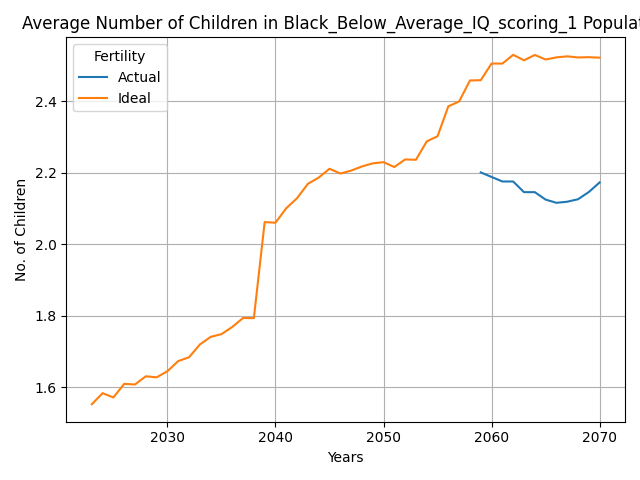 Average Number of Children in Black_Below_Average_IQ_scoring_1 Populat
Fertility
Actual
Ideal
No. of Children
2.4
2.2
2.0
1.8
1.6
2030 2040 2050 2060 2070
Years